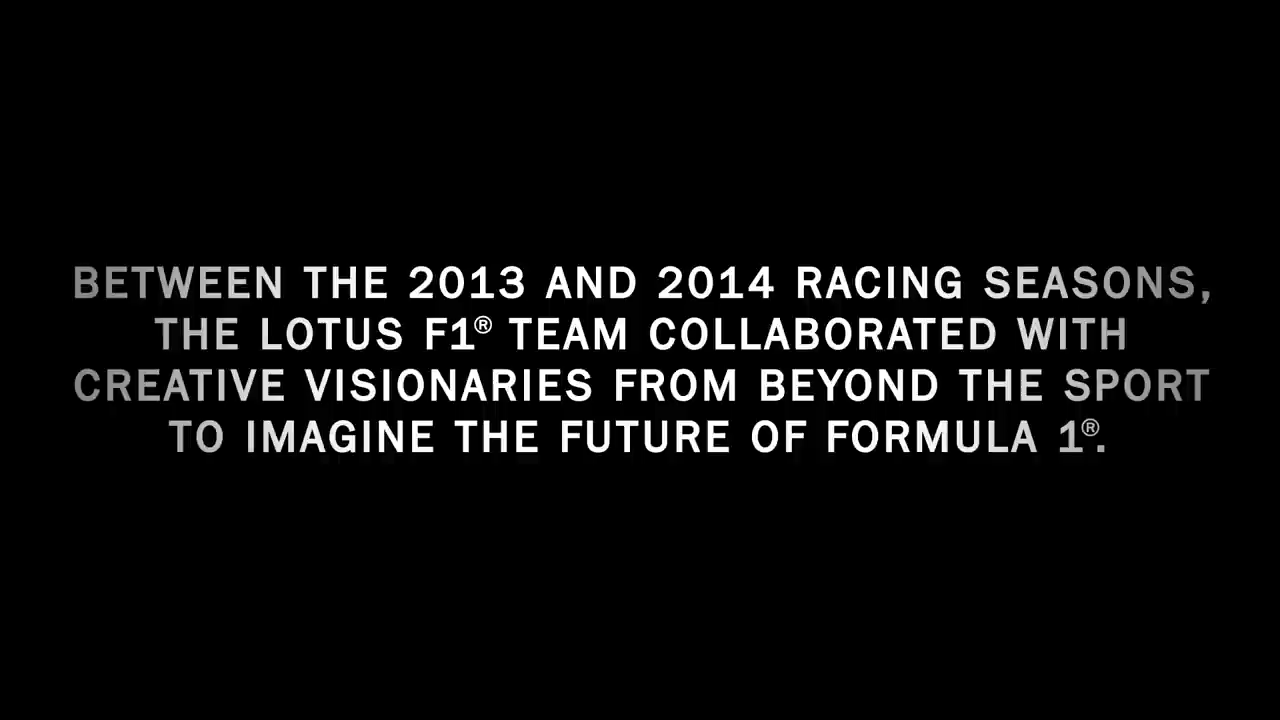 BETWEEN THE 2013 AND 2014 RACING SEASONS,
THE LOTUS F1® TEAM COLLABORATED WITH
CREATIVE VISIONARIES FROM BEYOND THE SPORT
TO IMAGINE THE FUTURE OF FORMULA 1®.